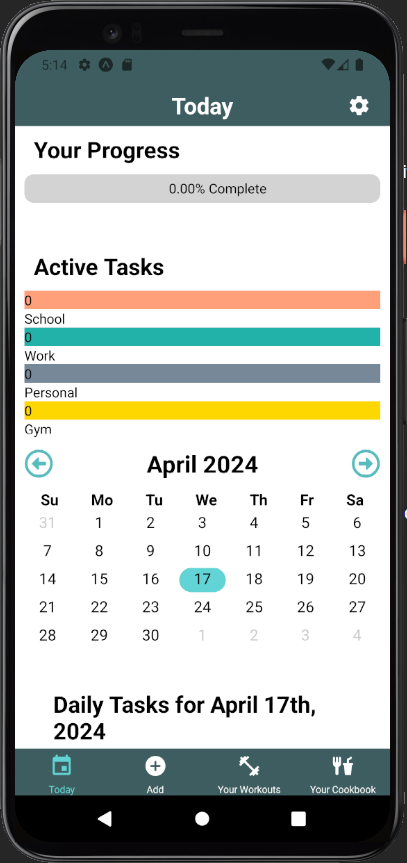 5:14
Today
Your Progress
0.00% Complete
Active Tasks
0
School
0
Work
0
Personal
0
Gym
April 2024
Su Mo Tu We Th Fr Sa
31 1 2 3 4 5 6
7 8 9 10 11 12 13
14 15 16 17 18 19 20
21 22 23 24 25 26 27
28 29 30 1 2 3 4
Daily Tasks for April 17th,
2024
Today Add Your Workouts Your Cookbook